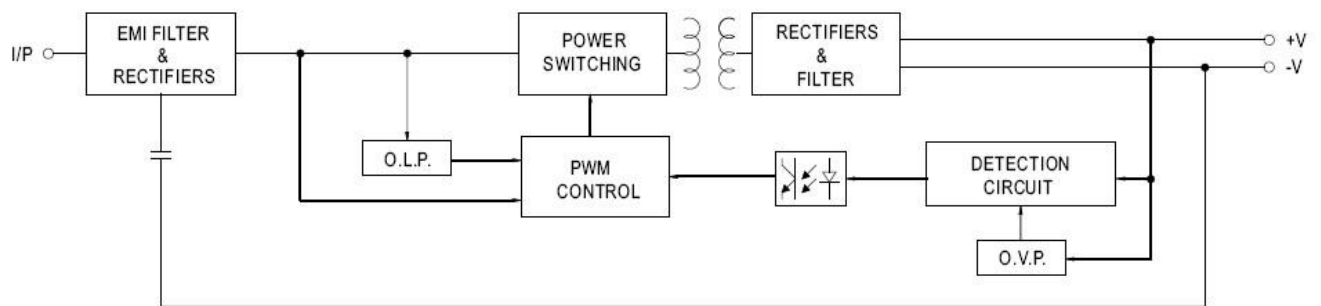 I/P
EMI FILTER
&
RECTIFIERS
POWER
SWITCHING
RECTIFIERS
&
FILTER
+V
-V
O.L.P.
PWM
CONTROL
DETECTION
CIRCUIT
O.V.P.